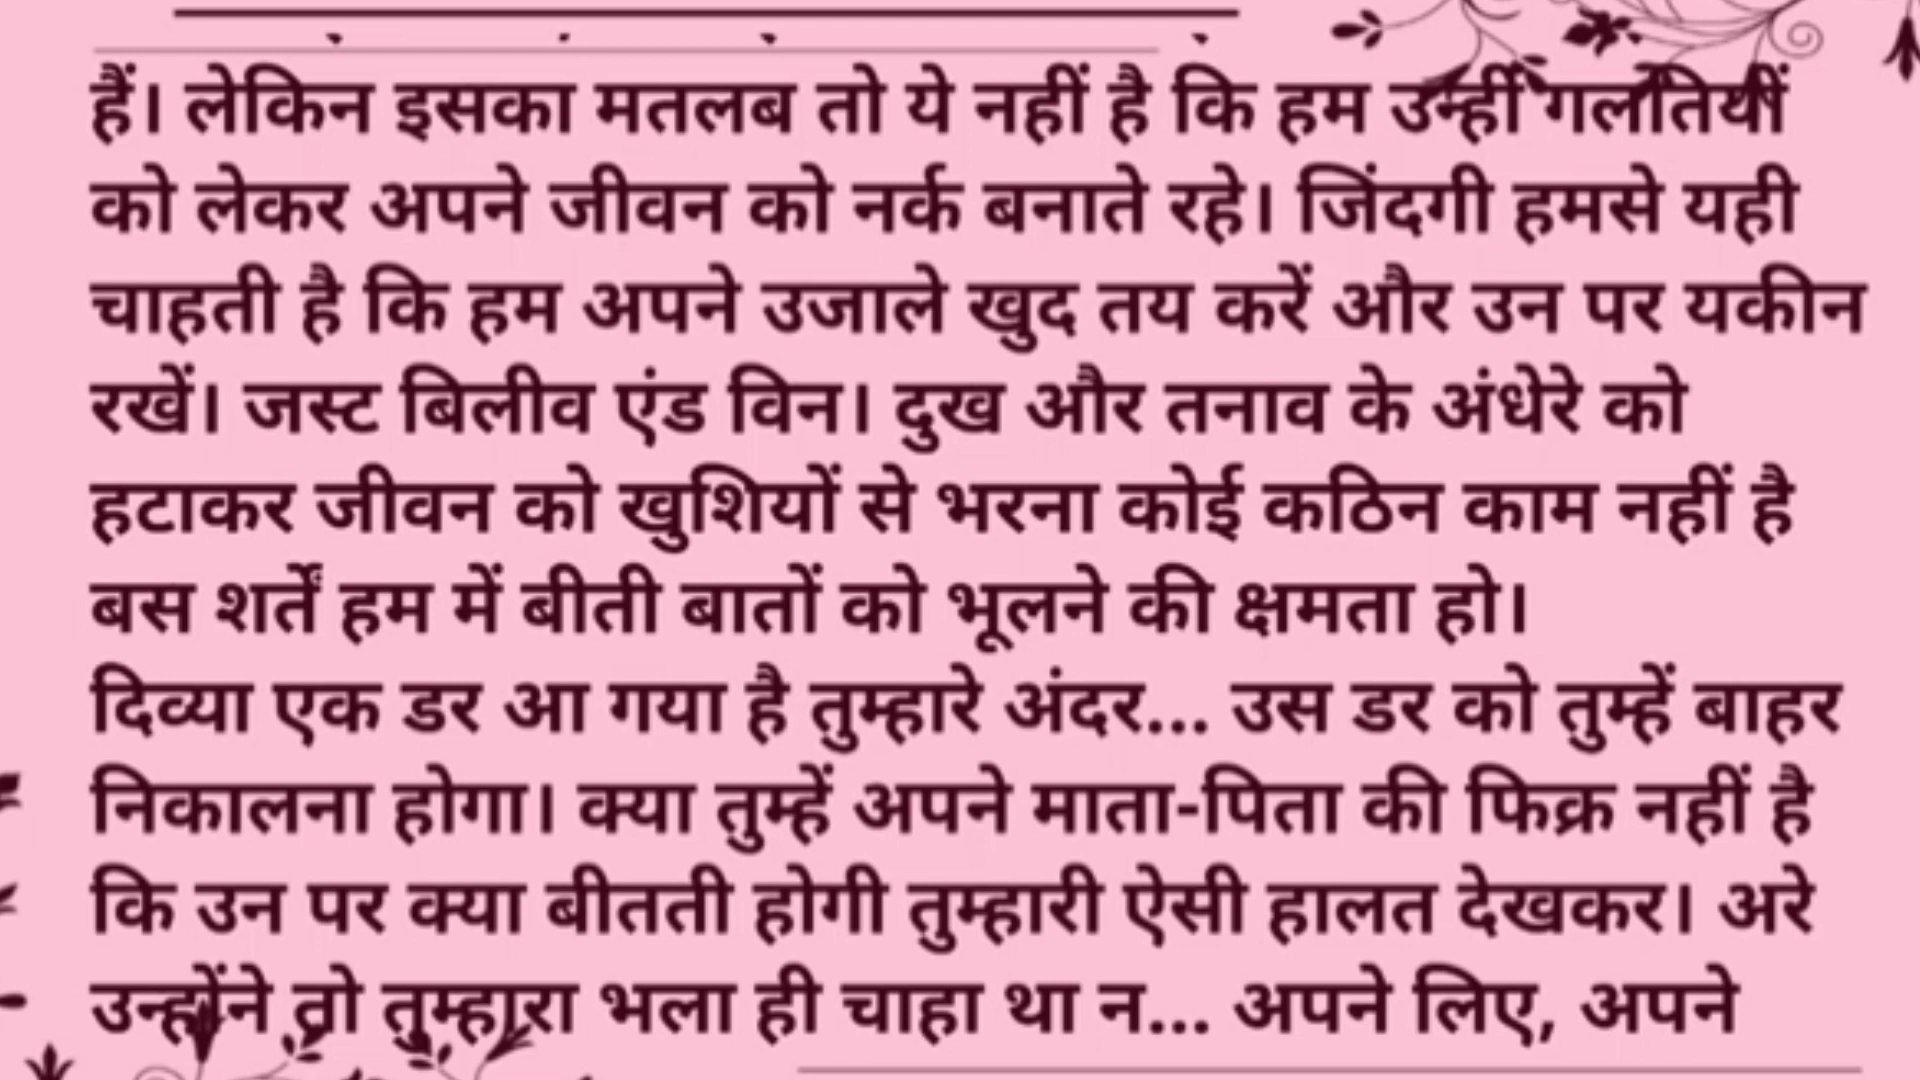 हैं। लेकिन इसका मतलब तो ये नहीं है कि हम उन्हीं गलतियों
को लेकर अपने जीवन को नर्क बनाते रहे। जिंदगी हमसे यही
चाहती है कि हम अपने उजाले खुद तय करें और उन पर यकीन
रखें। जस्ट बिलीव एंड विन। दुख और तनाव के अंधेरे को
हटाकर जीवन को खुशियों से भरना कोई कठिन काम नहीं है
बस शर्तें हम में बीती बातों को भूलने की क्षमता हो।
दिव्या एक डर आ गया है तुम्हारे अंदर... उस डर को तुम्हें बाहर
निकालना होगा। क्या तुम्हें अपने माता-पिता की फिक्र नहीं है
कि उन पर क्या बीतती होगी तुम्हारी ऐसी हालत देखकर। अरे
उन्होंने तो तुम्हारा भला ही चाहा था न... अपने लिए, अपने